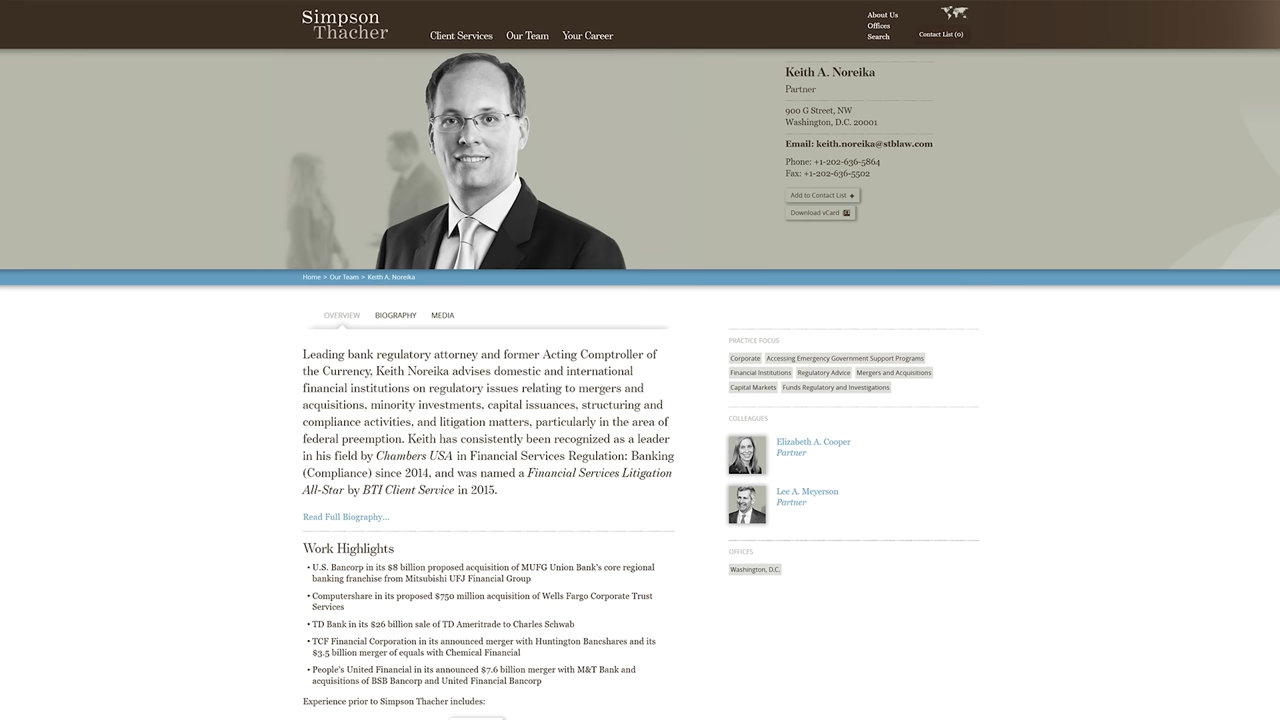 Simpson
Thacher
Client Services
Our Team
Your Career
About Us
Offices
Search
Contact List (0)
Keith A. Noreika
Partner
900 G Street, NW
Washington, D.C. 20001
Email: keith.noreika@stblaw.com
Phone: +1-202-636-5864
Fax: +1-202-636-5502
Add to Contact List +
Download vCard
Home > Our Team > Keith A. Noreika
OVERVIEW
BIOGRAPHY
MEDIA
Leading bank regulatory attorney and former Acting Comptroller of
the Currency, Keith Noreika advises domestic and international
financial institutions on regulatory issues relating to mergers and
acquisitions, minority investments, capital issuances, structuring and
compliance activities, and litigation matters, particularly in the area of
federal preemption. Keith has consistently been recognized as a leader
in his field by Chambers USA in Financial Services Regulation: Banking
(Compliance) since 2014, and was named a Financial Services Litigation
All-Star by BTI Client Service in 2015.
Read Full Biography...
Work Highlights
• U.S. Bancorp in its $8 billion proposed acquisition of MUFG Union Bank's core regional
banking franchise from Mitsubishi UFJ Financial Group
• Computershare in its proposed $750 million acquisition of Wells Fargo Corporate Trust
Services
• TD Bank in its $26 billion sale of TD Ameritrade to Charles Schwab
• TCF Financial Corporation in its announced merger with Huntington Bancshares and its
$3.5 billion merger of equals with Chemical Financial
• People's United Financial in its announced $7.6 billion merger with M&T Bank and
acquisitions of BSB Bancorp and United Financial Bancorp
Experience prior to Simpson Thacher includes:
PRACTICE FOCUS
Corporate
Accessing Emergency Government Support Programs
Financial Institutions
Regulatory Advice
Mergers and Acquisitions
Capital Markets
Funds Regulatory and Investigations
COLLEAGUES
Elizabeth A. Cooper
Partner
Lee A. Meyerson
Partner
OFFICES
Washington, D.C.